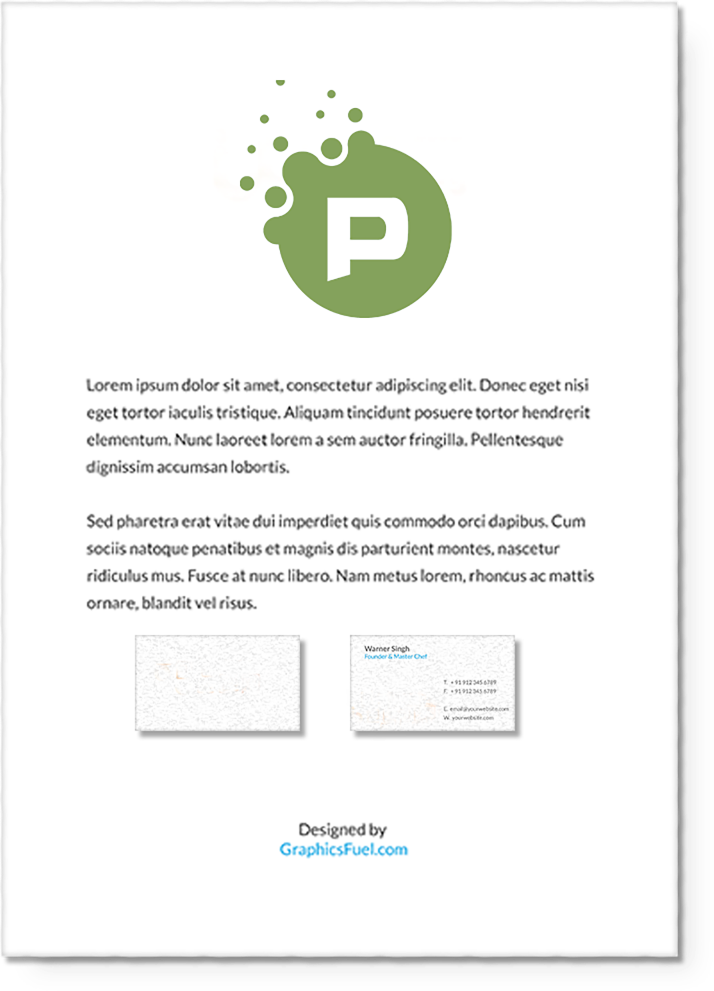 P
Lorem ipsum dolor sit amet, consectetur adipiscing elit. Donec eget nisi
eget tortor iaculis tristique. Aliquam tincidunt posuere tortor hendrerit
elementum. Nunc laoreet lorem a sem auctor fringilla. Pellentesque
dignissim accumsan lobortis.
Sed pharetra erat vitae dui imperdiet quis commodo orci dapibus. Cum
sociis natoque penatibus et magnis dis parturient montes, nascetur
ridiculus mus. Fusce at nunc libero. Nam metus lorem, rhoncus ac mattis
ornare, blandit vel risus.
Warner Singh
Founder & Master Chef
T. + 91 912 345 6789
F. + 91 912 345 6789
E. email@yourwebsite.com
W. yourwebsite.com
Designed by
GraphicsFuel.com